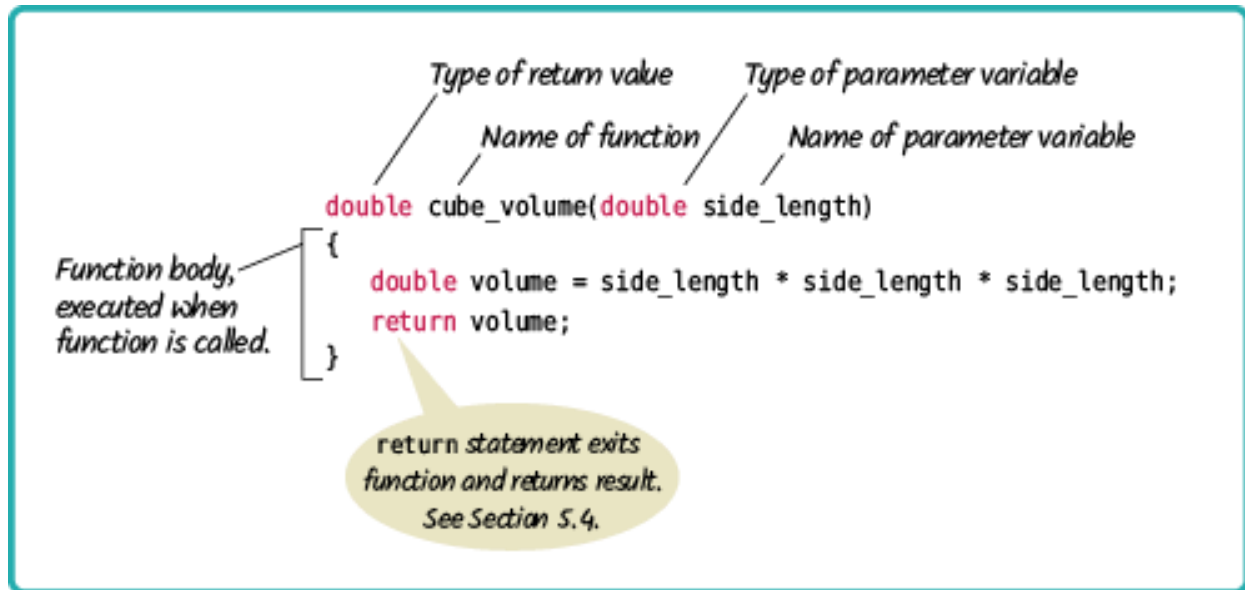 Type of return value
Type of parameter variable
Name of function
Name of parameter variable
double cube_volume(double side_length)
{
double volume = side_length * side_length * side_length;
return volume;
}
Function body,
executed when
function is called.
return statement exits
function and returns result.
See Section 5.4.